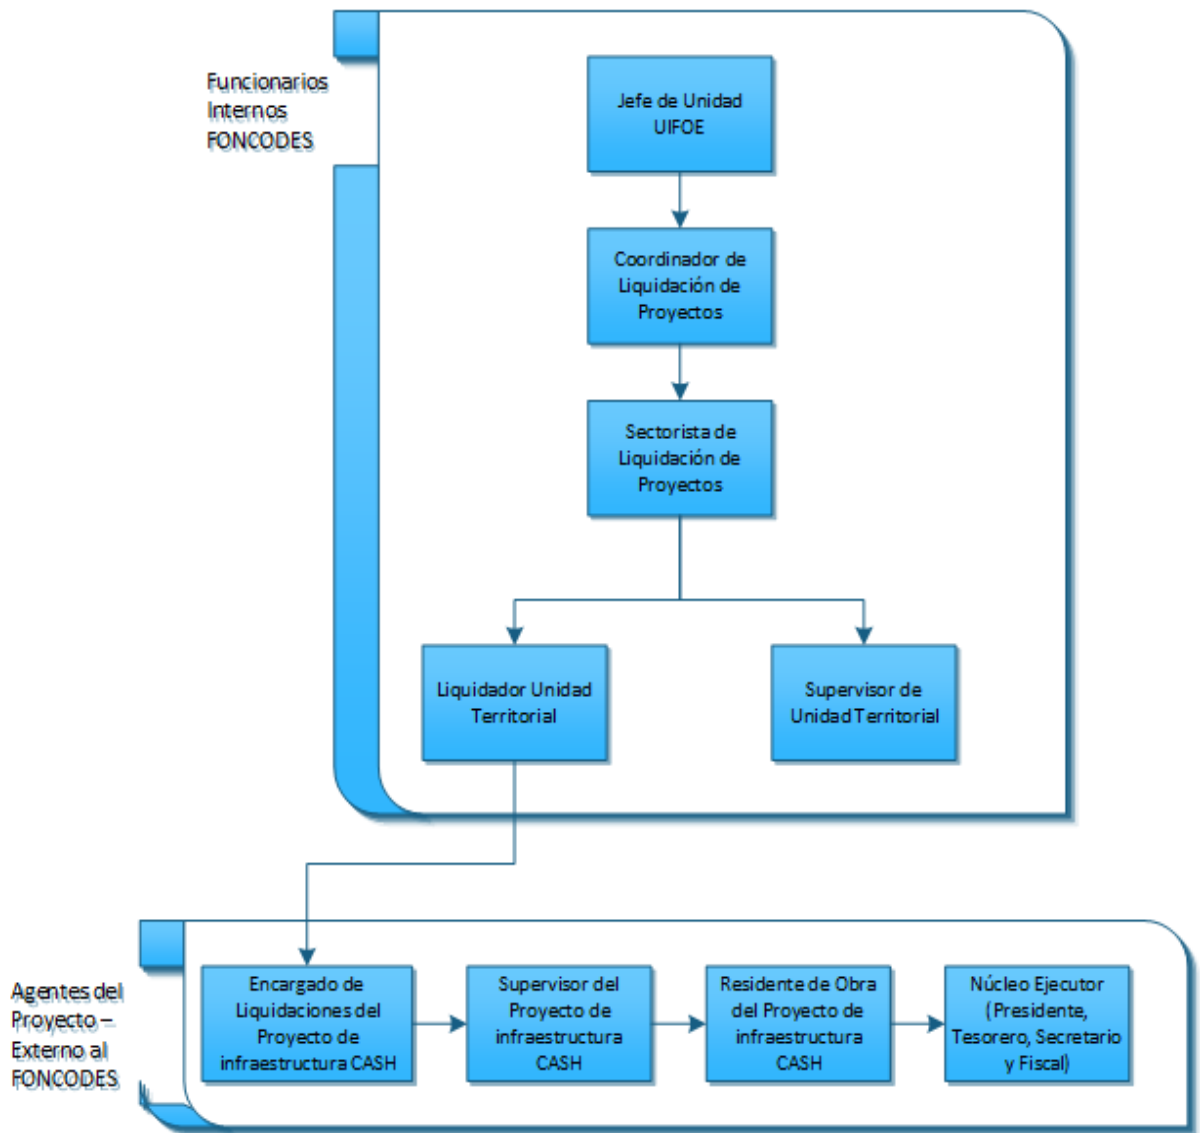 Funcionarios
Internos
FONCODES
Jefe de Unidad
UIFOE
Coordinador de
Liquidación de
Proyectos
Sectorista de
Liquidación de
Proyectos
Liquidador Unidad
Territorial
Supervisor de
Unidad Territorial
Agentes del
Proyecto –
Externo al
FONCODES
Encargado de
Liquidaciones del
Proyecto de
infraestructura CASH
Supervisor del
Proyecto de
infraestructura
CASH
Residente de Obra
del Proyecto de
infraestructura
CASH
Núcleo Ejecutor
(Presidente,
Tesorero, Secretario
y Fiscal)